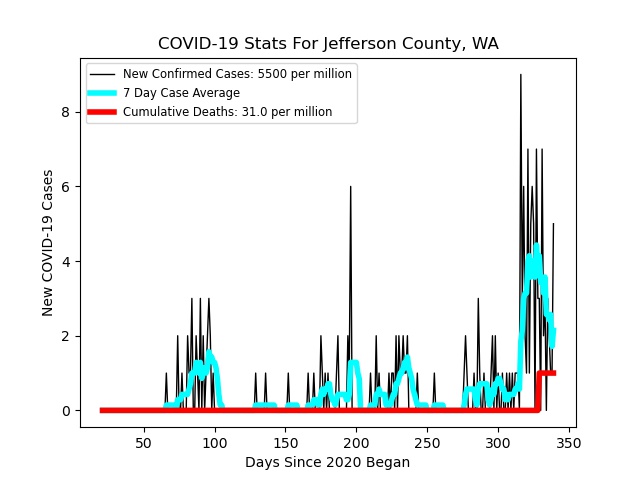 COVID-19 Stats For Jefferson County, WA
New Confirmed Cases: 5500 per million
7 Day Case Average
Cumulative Deaths: 31.0 per million
New COVID-19 Cases
8
6
4
2
0
50 100 150 200 250 300 350
Days Since 2020 Began